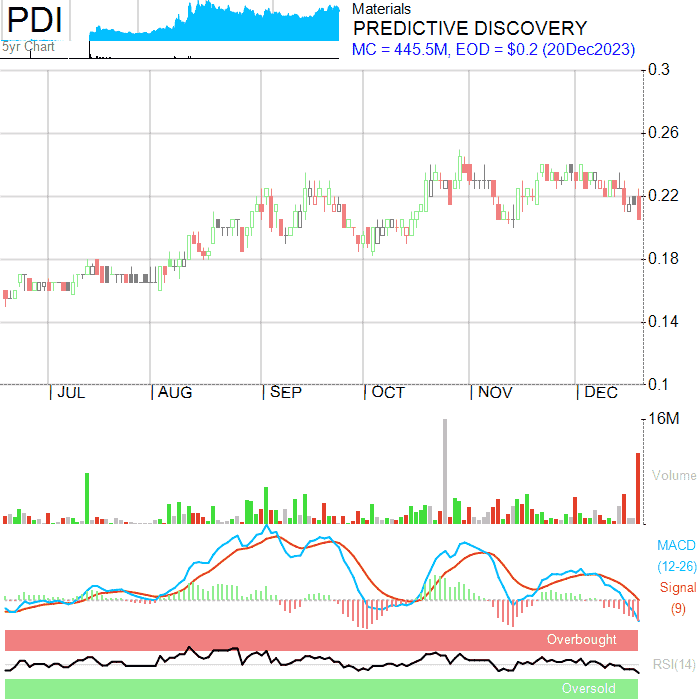 PDI
5yr Chart
Materials
PREDICTIVE DISCOVERY
MC = 445.5M, EOD = $0.2 (20Dec2023)
0.3
0.26
0.22
0.18
0.14
0.1
JUL
AUG
SEP
OCT
NOV
DEC
16M
Volume
MACD
(12-26)
Signal
(9)
Overbought
RSI(14)
Oversold